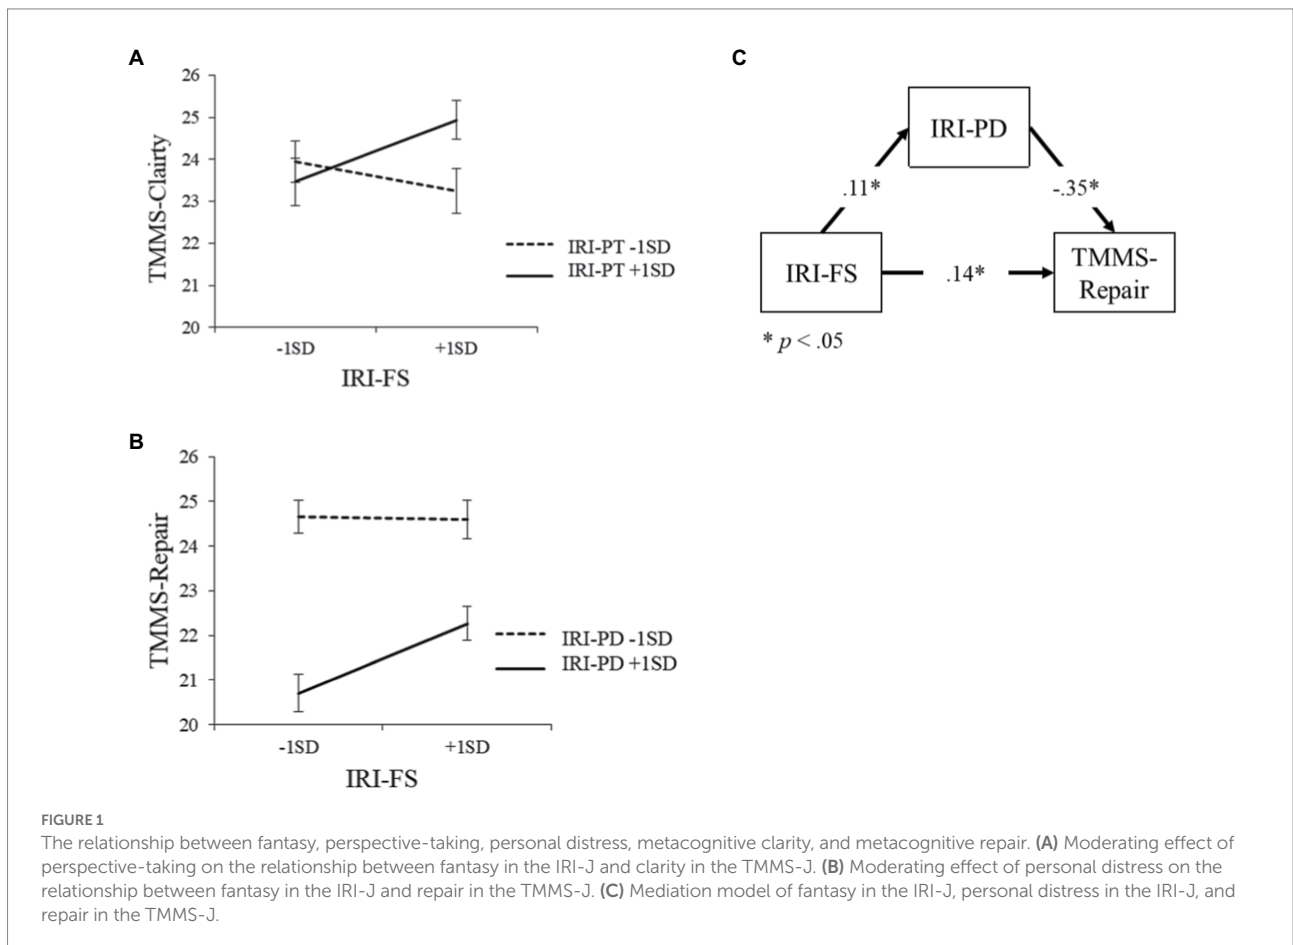 A
26
25
24
23
22
21
20
TMMS-Clairty
-1SD
+1SD
IRI-FS
IRI-PT -1SD
IRI-PT +1SD
C
IRI-PD
.11*
-.35*
IRI-FS
.14*
TMMS-
Repair
* p < .05
B
26
25
24
23
22
21
20
TMMS-Repair
-1SD
+1SD
IRI-FS
IRI-PD -1SD
IRI-PD +1SD
FIGURE 1
The relationship between fantasy, perspective-taking, personal distress, metacognitive clarity, and metacognitive repair. (A) Moderating effect of
perspective-taking on the relationship between fantasy in the IRI-J and clarity in the TMMS-J. (B) Moderating effect of personal distress on the
relationship between fantasy in the IRI-J and repair in the TMMS-J. (C) Mediation model of fantasy in the IRI-J, personal distress in the IRI-J, and
repair in the TMMS-J.